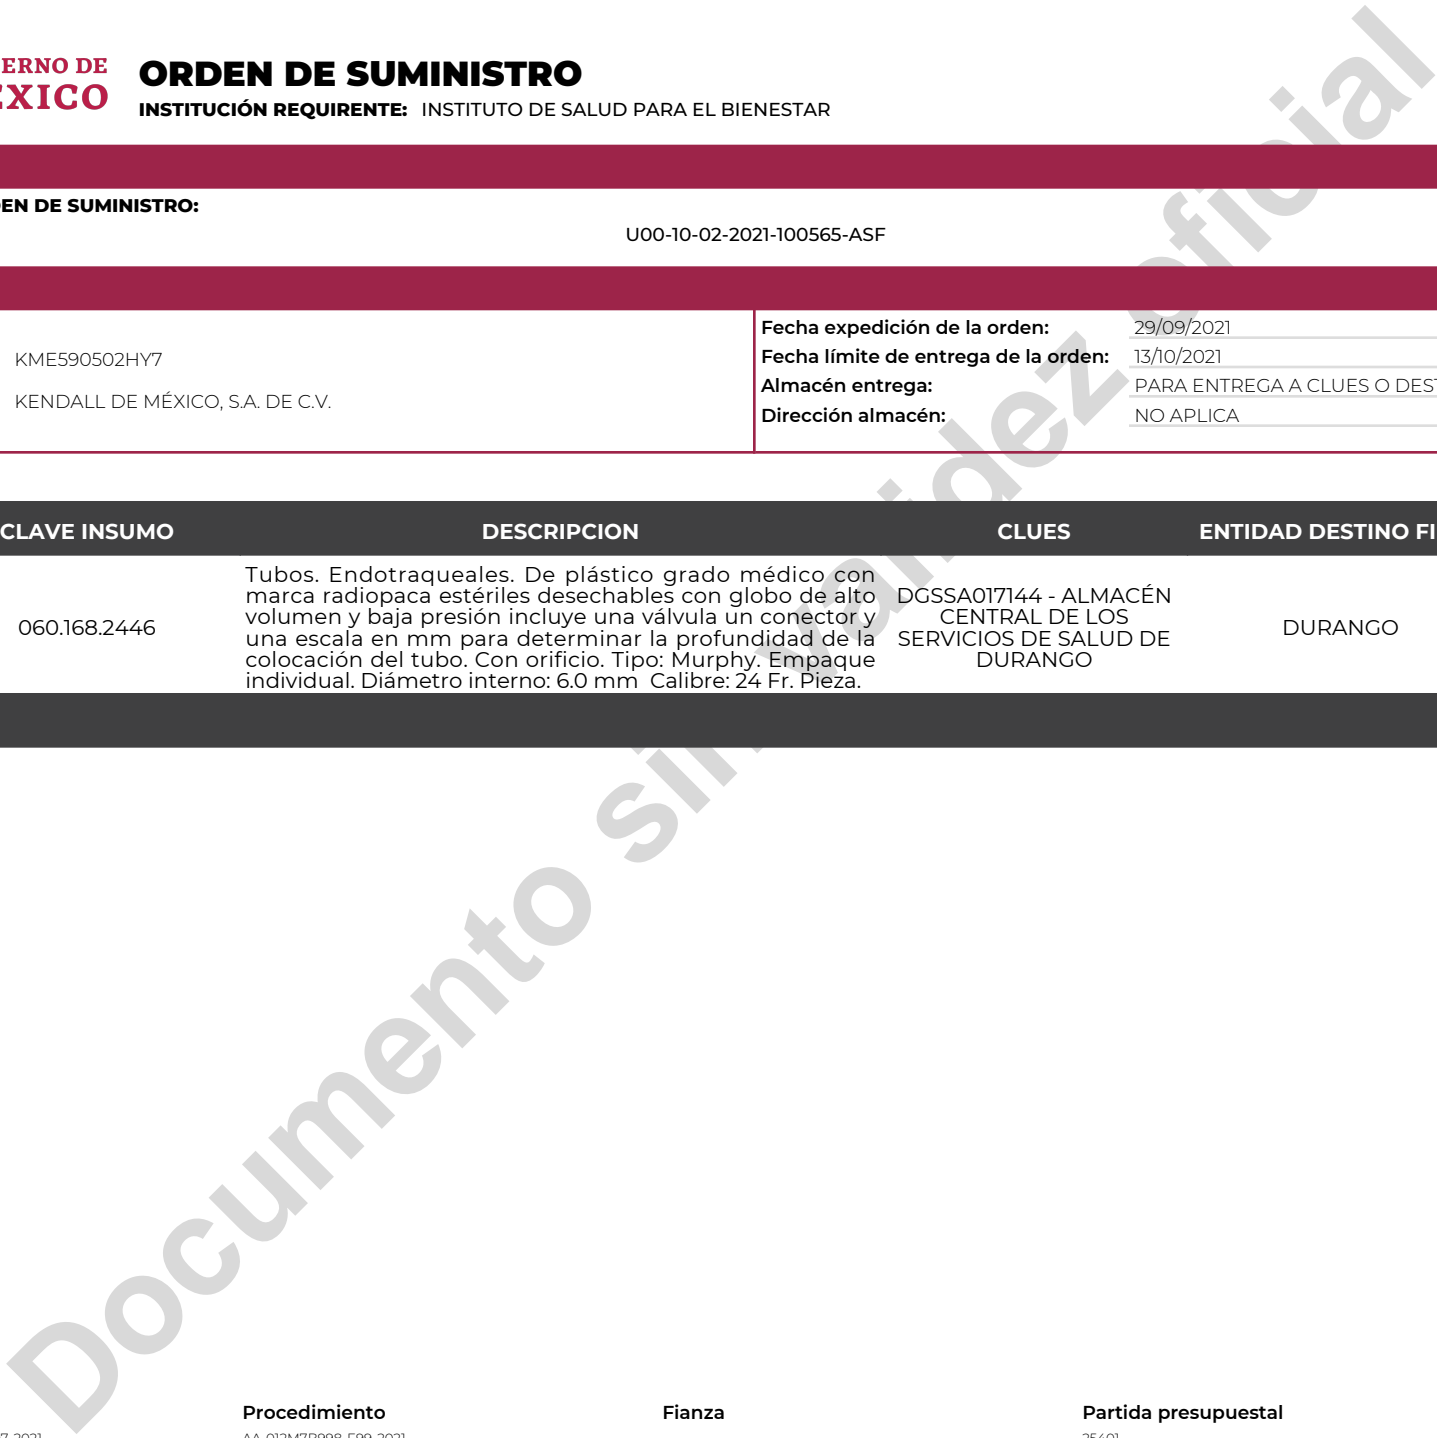 ERNO DE
ÉXICO
ORDEN DE SUMINISTRO
INSTITUCIÓN REQUIRENTE: INSTITUTO DE SALUD PARA EL BIENESTAR
EN DE SUMINISTRO:
U00-10-02-2021-100565-ASF
KME590502HY7
KENDALL DE MÉXICO, S.A. DE C.V.
Fecha expedición de la orden: 29/09/2021
Fecha límite de entrega de la orden: 13/10/2021
Almacén entrega: PARA ENTREGA A CLUES O DEST
Dirección almacén: NO APLICA
CLAVE INSUMO DESCRIPCION CLUES ENTIDAD DESTINO FI
060.168.2446
Tubos. Endotraqueales. De plástico grado médico con
marca radiopaca estériles desechables con globo de alto
volumen y baja presión incluye una válvula un conector y
una escala en mm para determinar la profundidad de la
colocación del tubo. Con orificio. Tipo: Murphy. Empaque
individual. Diámetro interno: 6.0 mm Calibre: 24 Fr. Pieza.
DGSSA017144 - ALMACÉN
CENTRAL DE LOS
SERVICIOS DE SALUD DE
DURANGO
DURANGO
Documento sin validez oficial
Procedimiento Fianza Partida presupuestal